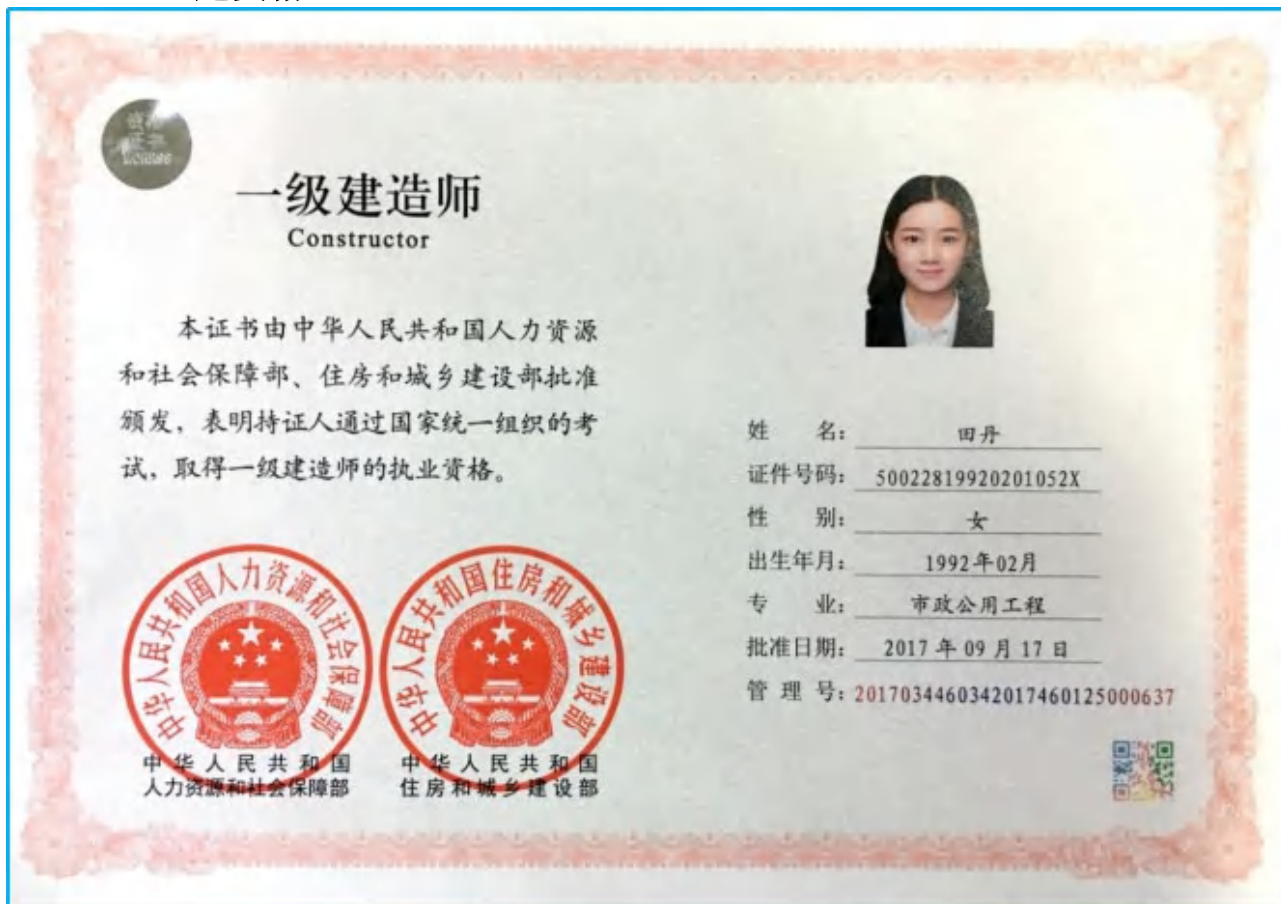 一级建造师
Constructor
本证书由中华人民共和国人力资源
和社会保障部、住房和城乡建设部批准
颁发，表明持证人通过国家统一组织的考
试，取得一级建造师的执业资格。
中华人民共和国人力资源和社会保障部
中华人民共和国住房和城乡建设部
中华人民共和国
人力资源和社会保障部
中华人民共和国
住房和城乡建设部
姓 名： 田丹
证件号码： 50022819920201052X
性 别： 女
出生年月： 1992年02月
专 业： 市政公用工程
批准日期： 2017 年 09 月 17 日
管 理 号：2017034460342017460125000637